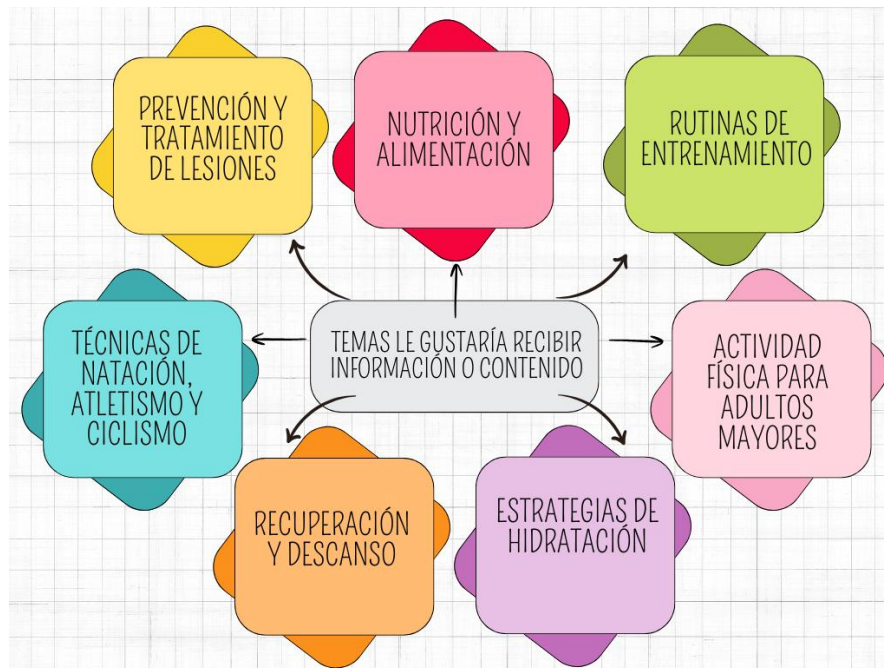 PREVENCIÓN Y
TRATAMIENTO
DE LESIONES
NUTRICIÓN Y
ALIMENTACIÓN
RUTINAS DE
ENTRENAMIENTO
TÉCNICAS DE
NATACIÓN,
ATLETISMO Y
CICLISMO
TEMAS LE GUSTARÍA RECIBIR
INFORMACIÓN O CONTENIDO
ACTIVIDAD
FÍSICA PARA
ADULTOS
MAYORES
RECUPERACIÓN
Y DESCANSO
ESTRATEGIAS DE
HIDRATACIÓN